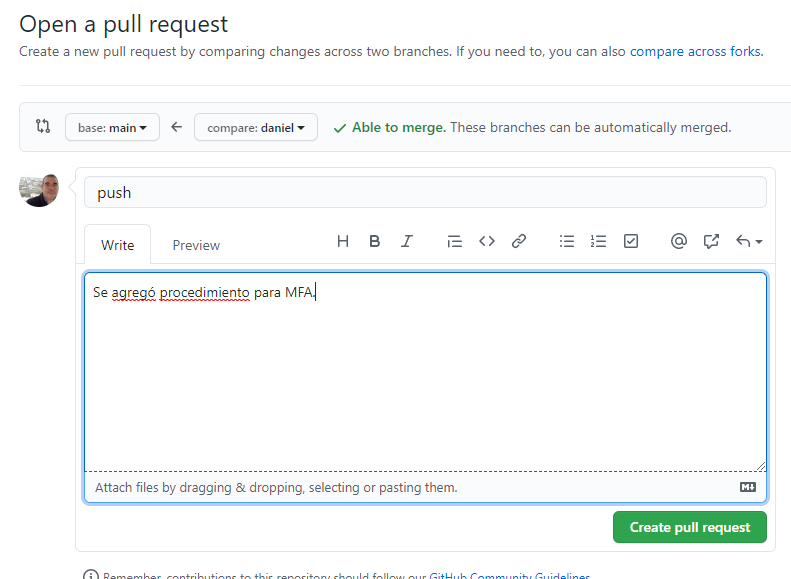 Open a pull request
Create a new pull request by comparing changes across two branches. If you need to, you can also compare across forks.
base: main
compare: daniel
Able to merge. These branches can be automatically merged.
push
Write
Preview
Se agregó procedimiento para MFA.
Attach files by dragging & dropping, selecting or pasting them.
Create pull request
Remember, contributions to this repository should follow our GitHub Community Guidelines.